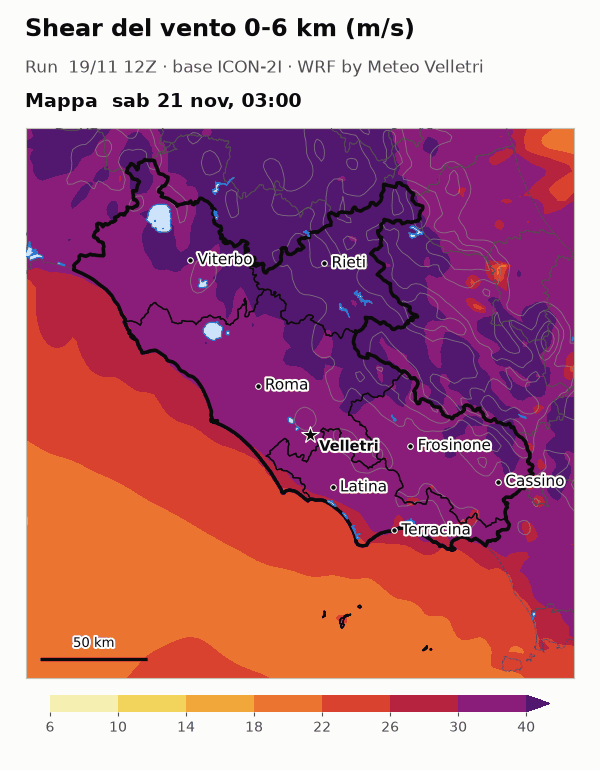 Shear del vento 0-6 km (m/s)
Run 19/11 12Z · base ICON-2I · WRF by Meteo Velletri
Mappa sab 21 nov, 03:00
Viterbo
Rieti
Roma
Velletri
Frosinone
Latina
Cassino
Terracina
50 km
6 10 14 18 22 26 30 40